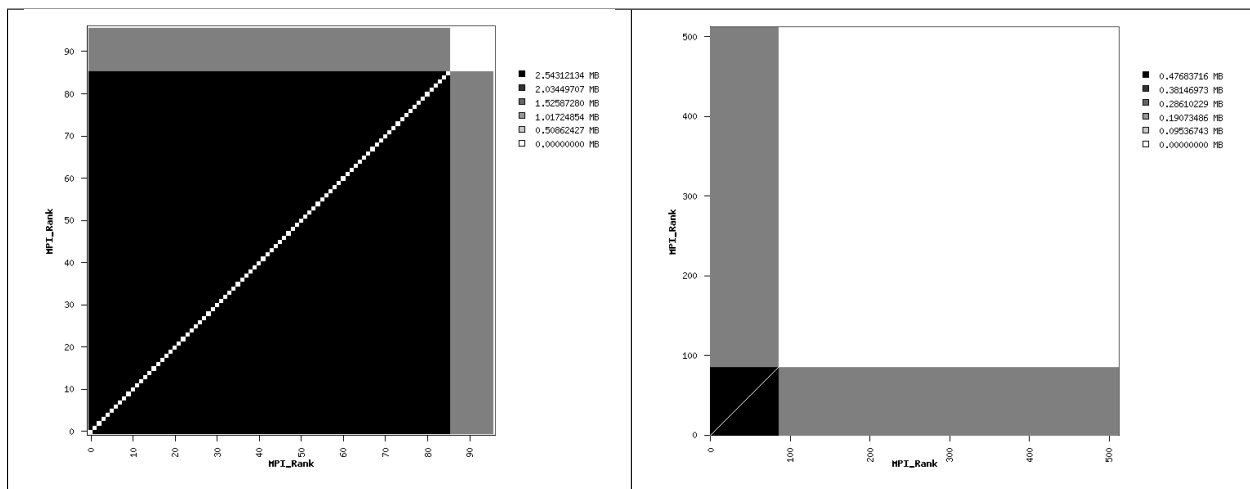 90
80
70
60
50
40
30
20
10
0
MPI_Rank
0 10 20 30 40 50 60 70 80 90
MPI_Rank
2.54312134 MB
2.03449707 MB
1.52587280 MB
1.01724854 MB
0.50862427 MB
0.00000000 MB
500
400
300
200
100
0
MPI_Rank
0 100 200 300 400 500
MPI_Rank
0.47683716 MB
0.38146973 MB
0.28610229 MB
0.19073486 MB
0.09536743 MB
0.00000000 MB